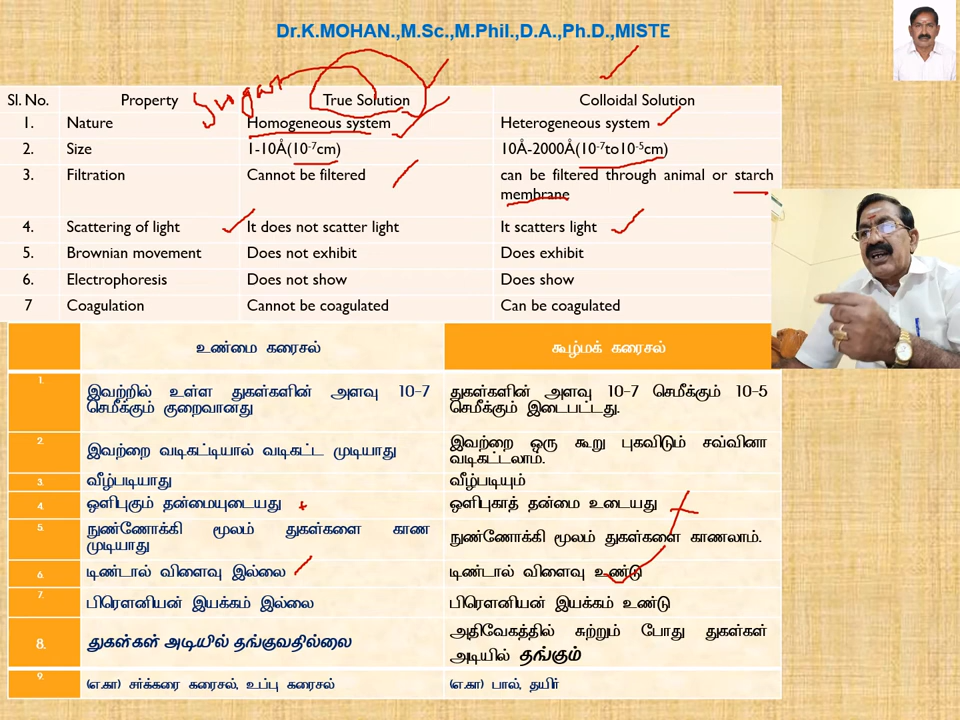 Dr.K.MOHAN.,M.Sc.,M.Phil.,D.A.,Ph.D.,MISTE
Sugar
Sl. No. Property True Solution Colloidal Solution
1. Nature Homogeneous system Heterogeneous system
2. Size 1-10Å(10-7cm) 10Å-2000Å(10-7to10-5cm)
3. Filtration Cannot be filtered can be filtered through animal or starch
membrane
4. Scattering of light It does not scatter light It scatters light
5. Brownian movement Does not exhibit Does exhibit
6. Electrophoresis Does not show Does show
7 Coagulation Cannot be coagulated Can be coagulated
உண்மை கரைசல் கூழ்மக் கரைசல்
1. இவற்றில் உள்ள துகள்களின் அளவு 10-7 துகள்களின் அளவு 10-7 செமீக்கும் 10-5
செமீக்கும் குறைவானது செமீக்கும் இடைபட்டது.
2. இவற்றை வடிகட்டியால் வடிகட்ட முடியாது இவற்றை ஒரு கூறு புகவிடும் சவ்வினா
வடிகட்டலாம்.
3. வீழ்படியாது வீழ்படியும்
4. ஒளிபுகும் தன்மையுடையது ஒளிபுகாத் தன்மை உடையது
5. நுண்ணோக்கி மூலம் துகள்களை காண நுண்ணோக்கி மூலம் துகள்களை காணலாம்.
முடியாது
6. டிண்டால் விளைவு இல்லை டிண்டால் விளைவு உண்டு
7. பிரௌனியன் இயக்கம் இல்லை பிரௌனியன் இயக்கம் உண்டு
8. துகள்கள் அடியில் தங்குவதில்லை அதிவேகத்தில் சுற்றும் போது துகள்கள்
அடியில் தங்கும்
9. (எ.கா) சர்க்கரை கரைசல், உப்பு கரைசல் (எ.கா) பால், தயிர்